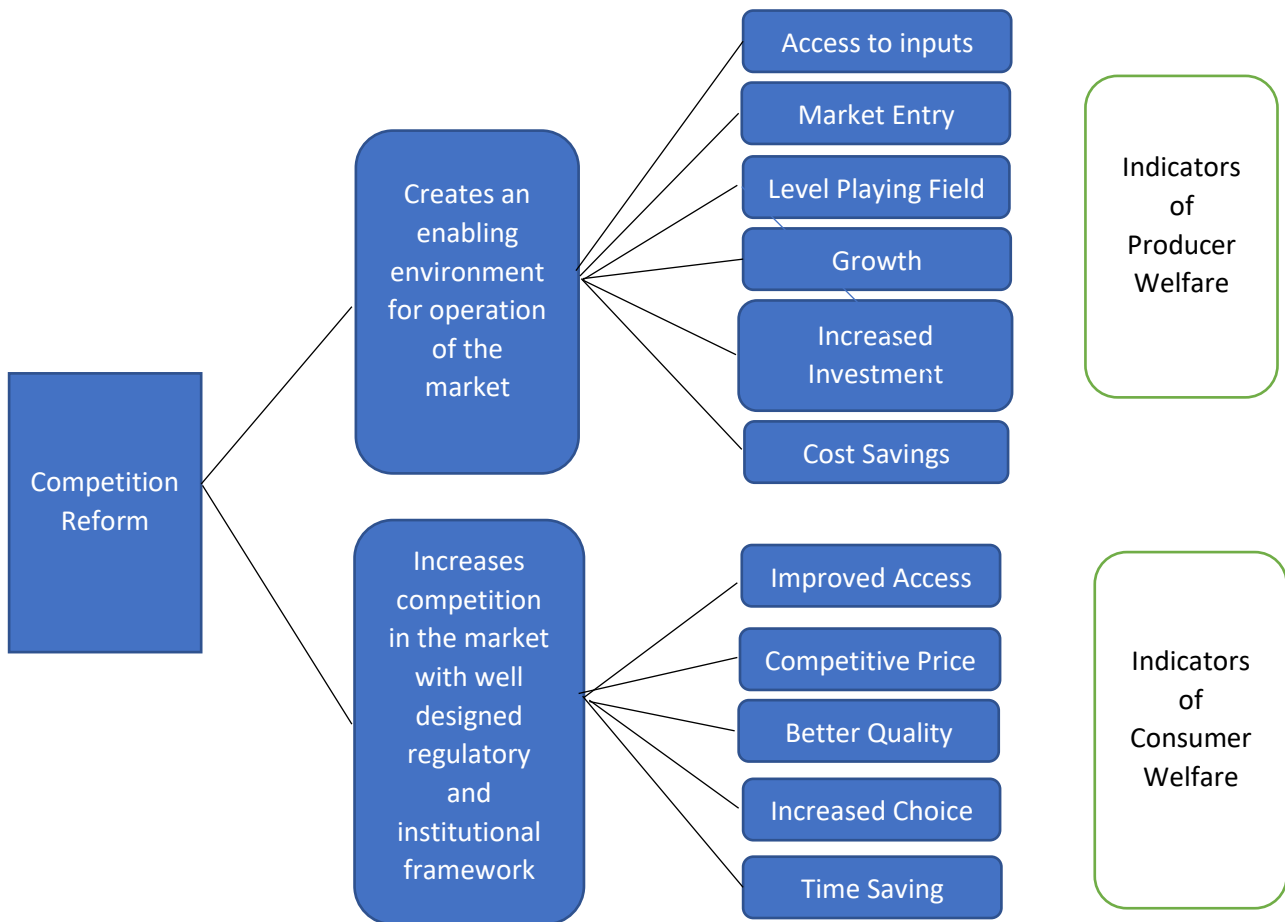 Competition
Reform
Creates an
enabling
environment
for operation
of the
market
Increases
competition
in the market
with well
designed
regulatory
and
institutional
framework
Access to inputs
Market Entry
Level Playing Field
Growth
Increased
Investment
Cost Savings
Improved Access
Competitive Price
Better Quality
Increased Choice
Time Saving
Indicators
of
Producer
Welfare
Indicators
of
Consumer
Welfare